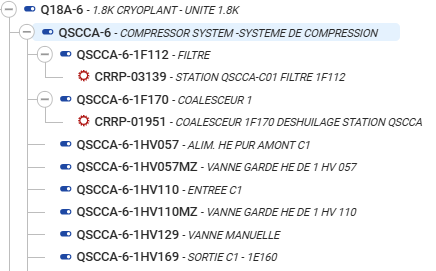 Q18A-6 - 1.8K CRYOPLANT - UNITE 1.8K
QSCCA-6 - COMPRESSOR SYSTEM -SYSTEME DE COMPRESSION
QSCCA-6-1F112 - FILTRE
CRRP-03139 - STATION QSCCA-C01 FILTRE 1F112
QSCCA-6-1F170 - COALESCEUR 1
CRRP-01951 - COALESCEUR 1F170 DESHUILAGE STATION QSCCA
QSCCA-6-1HV057 - ALIM. HE PUR AMONT C1
QSCCA-6-1HV057MZ - VANNE GARDE HE DE 1 HV 057
QSCCA-6-1HV110 - ENTREE C1
QSCCA-6-1HV110MZ - VANNE GARDE HE DE 1 HV 110
QSCCA-6-1HV129 - VANNE MANUELLE
QSCCA-6-1HV169 - SORTIE C1 - 1E160